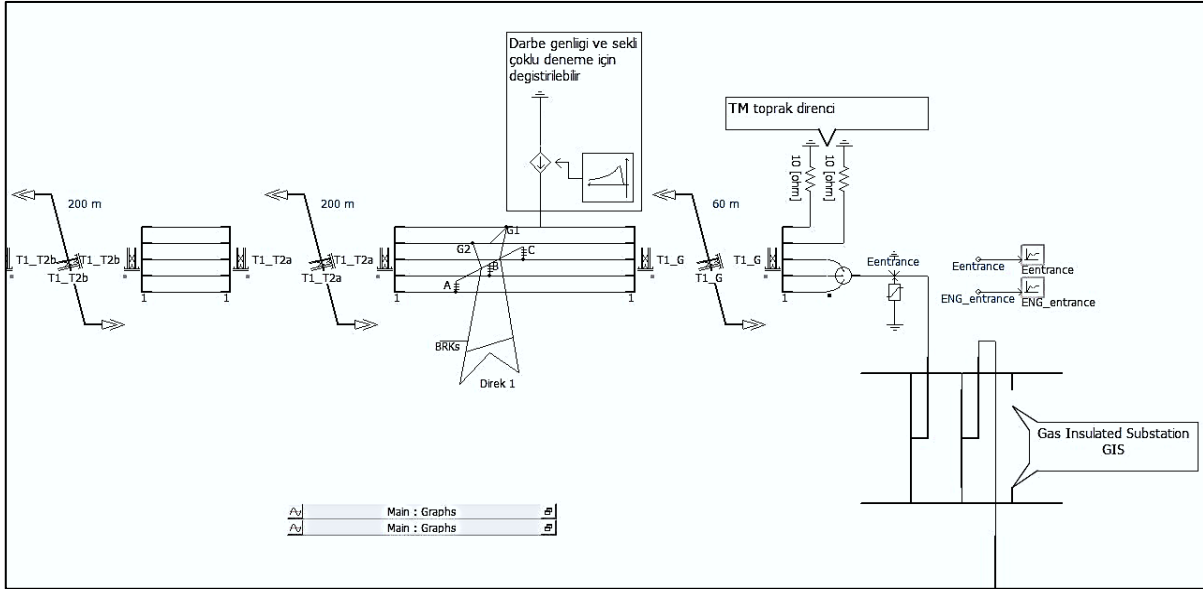 Darbe genligi ve sekli
çoklu deneme için
degistirilebilir
TM toprak direnci
10 [ohm]
10 [ohm]
200 m
200 m
60 m
G1
G2
C
B
A
T1_T2b
T1_T2b
T1_T2b
T1_T2a
T1_T2a
T1_T2a
T1_G
T1_G
T1_G
Eentrance
Eentrance
Eentrance
ENG_entrance
ENG_entrance
1
1
1
1
1
BRKs
Direk 1
Gas Insulated Substation
GIS
Main : Graphs
Main : Graphs